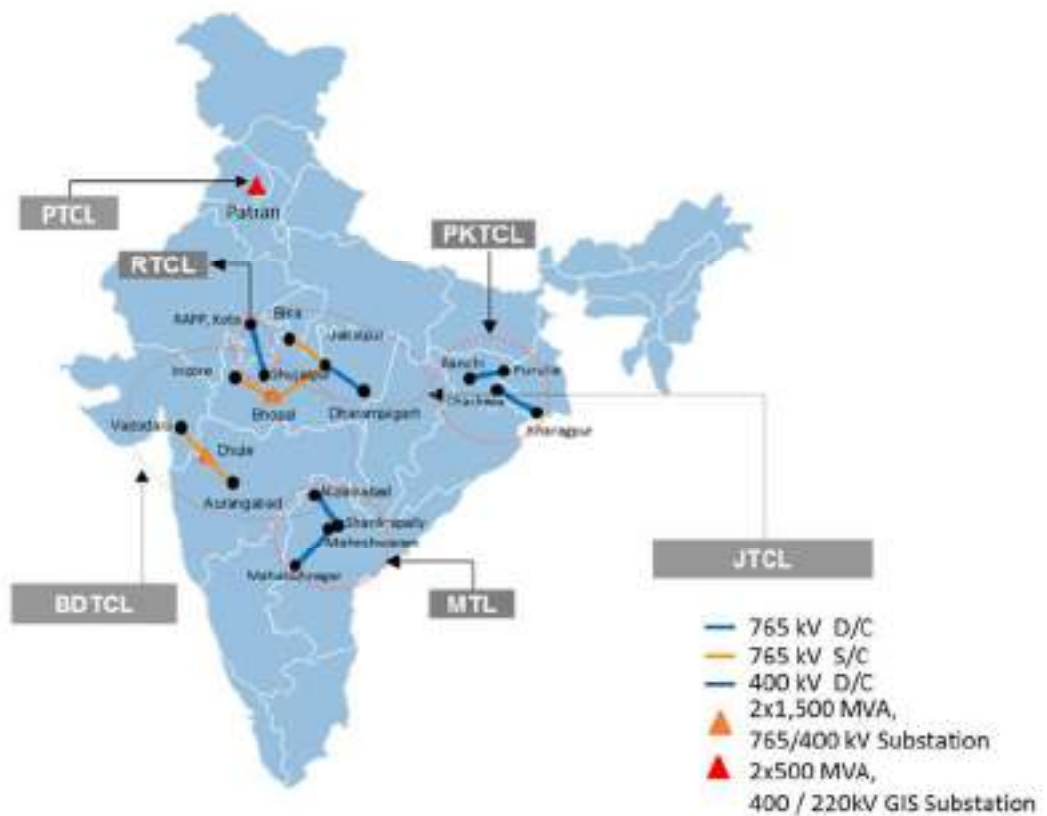 PTCL
Patran
RTCL
PKTCL
RAPP, Kota
Bina
Jabalpur
Indore
Shujalpur
Bhopal
Dharamjaigarh
Ranchi
Purulia
Chaibasa
Kharagpur
Vadodara
Dhule
Aurangabad
Nizamabad
Shankrapally
Maheshwaram
Mahabubnagar
BDTCL
MTL
JTCL
765 kV D/C
765 kV S/C
400 kV D/C
2x1,500 MVA,
765/400 kV Substation
2x500 MVA,
400 / 220kV GIS Substation